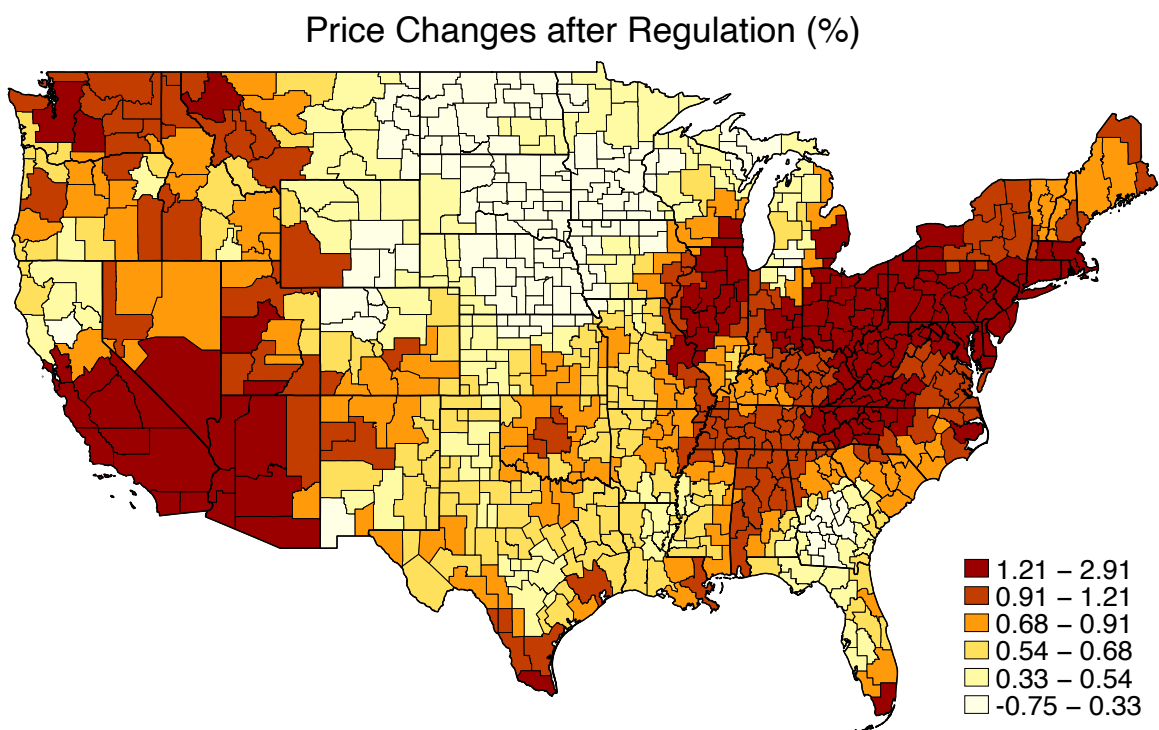 Price Changes after Regulation (%)
1.21 – 2.91
0.91 – 1.21
0.68 – 0.91
0.54 – 0.68
0.33 – 0.54
-0.75 – 0.33